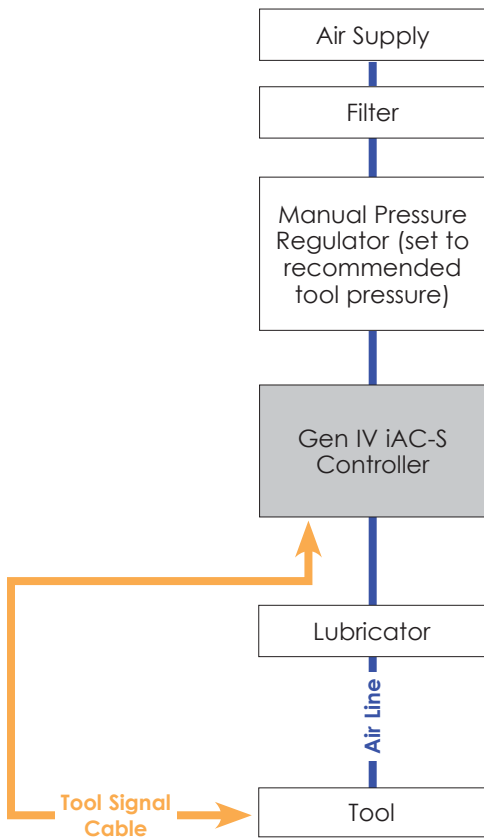 Air Supply
Filter
Manual Pressure
Regulator (set to
recommended
tool pressure)
Gen IV iAC-S
Controller
Lubricator
Air Line
Tool Signal
Cable
Tool